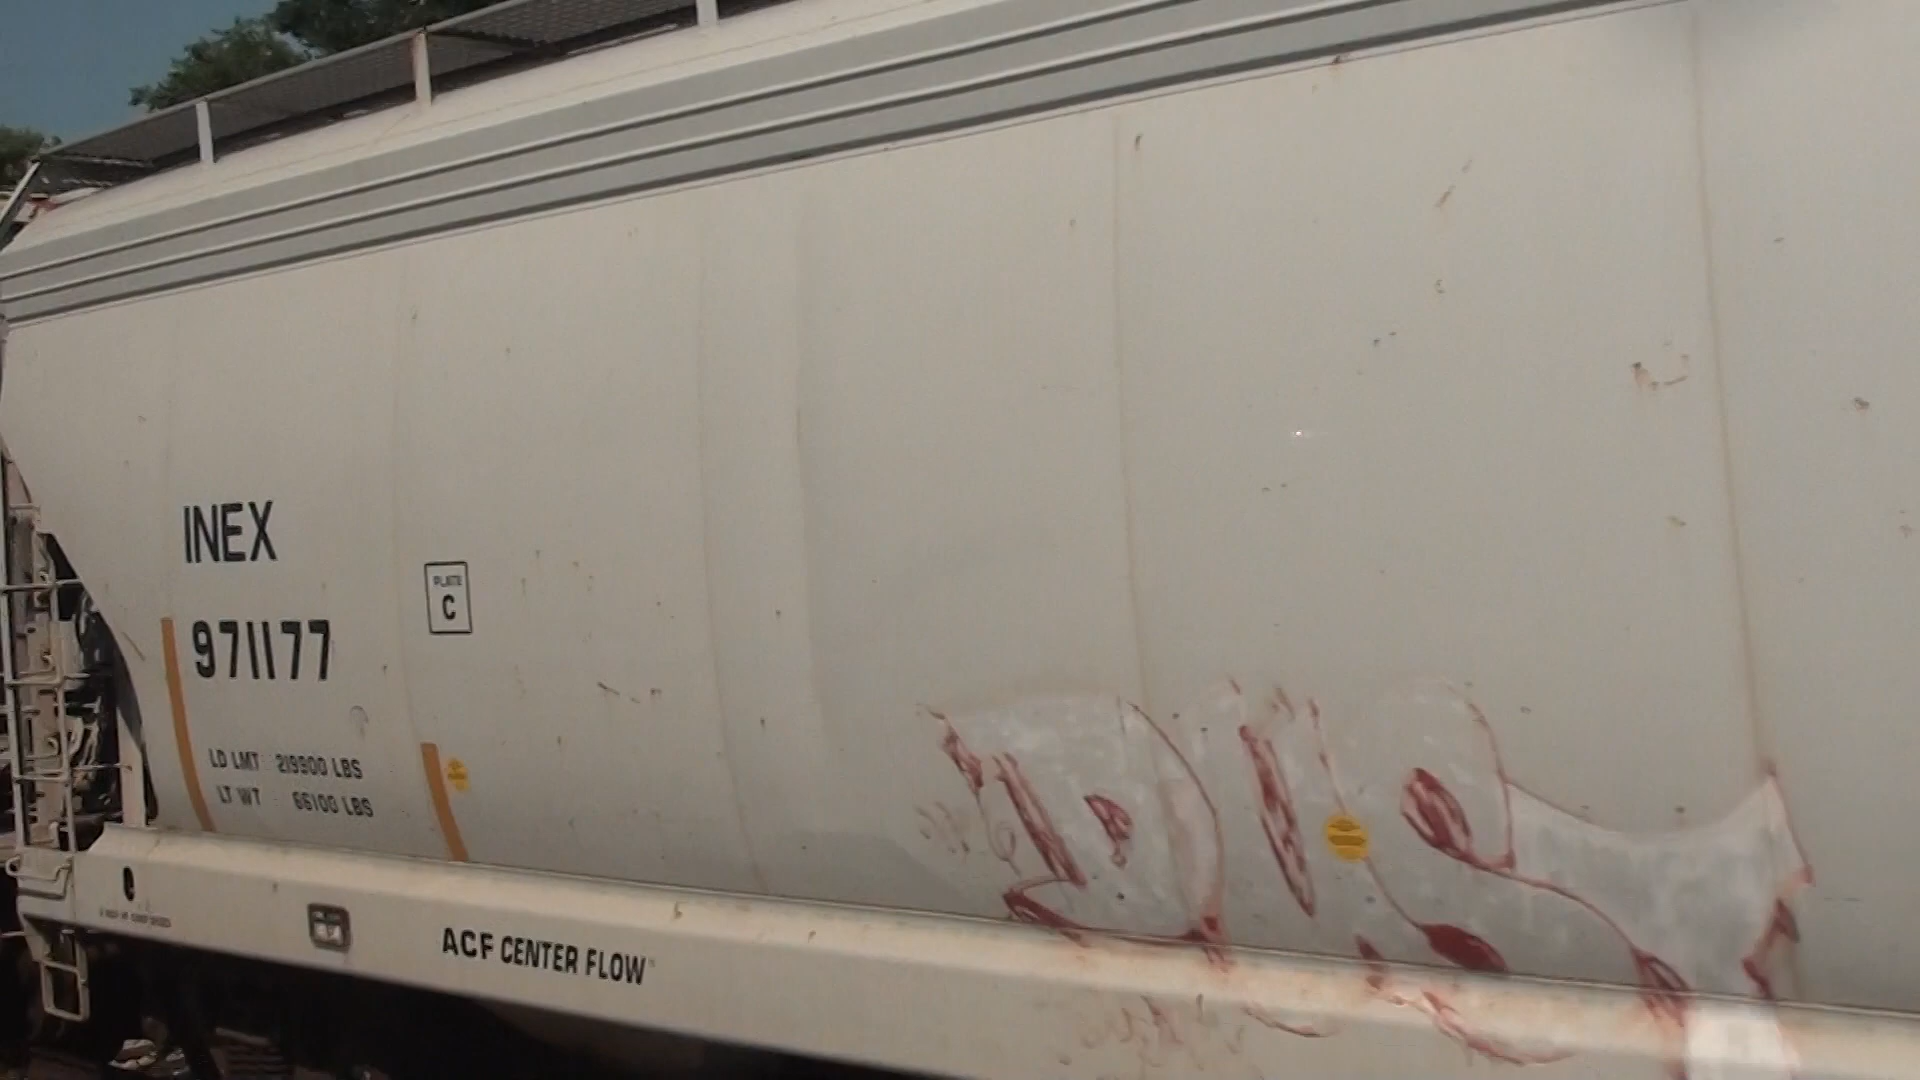 INEX
971177
PLATE
C
LD LMT 219900 LBS
LT WT 66100 LBS
ACF CENTER FLOW